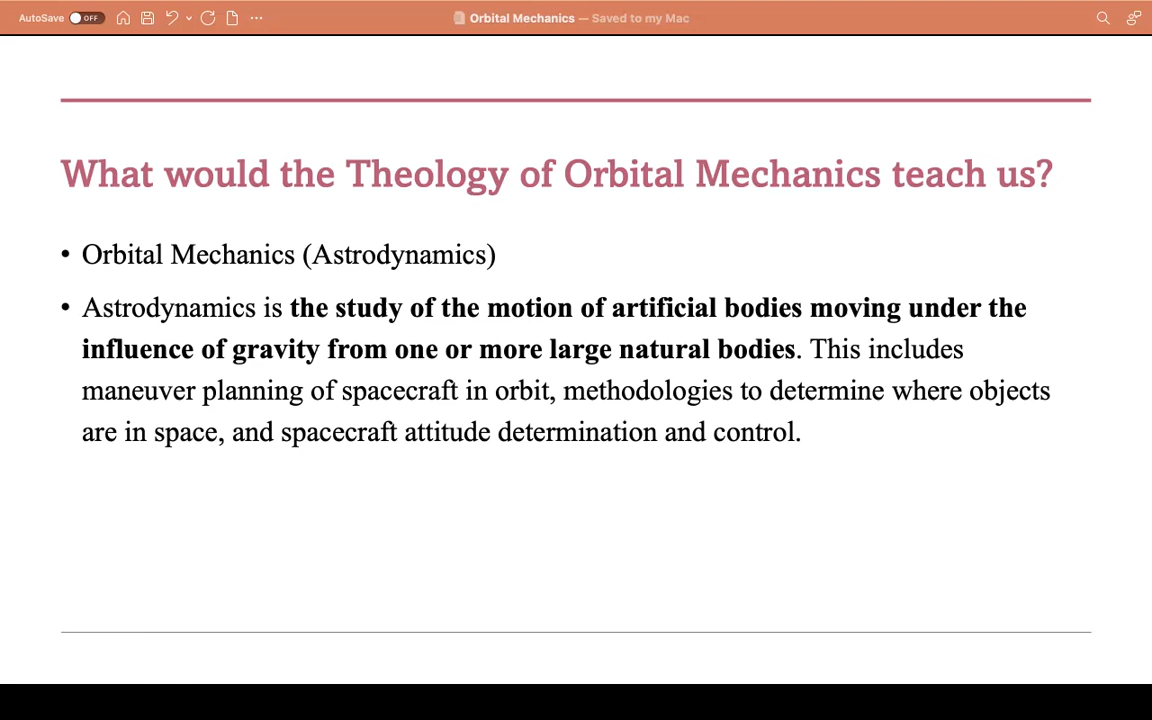 AutoSave OFF ··· Orbital Mechanics — Saved to my Mac
What would the Theology of Orbital Mechanics teach us?
• Orbital Mechanics (Astrodynamics)
• Astrodynamics is the study of the motion of artificial bodies moving under the
influence of gravity from one or more large natural bodies. This includes
maneuver planning of spacecraft in orbit, methodologies to determine where objects
are in space, and spacecraft attitude determination and control.